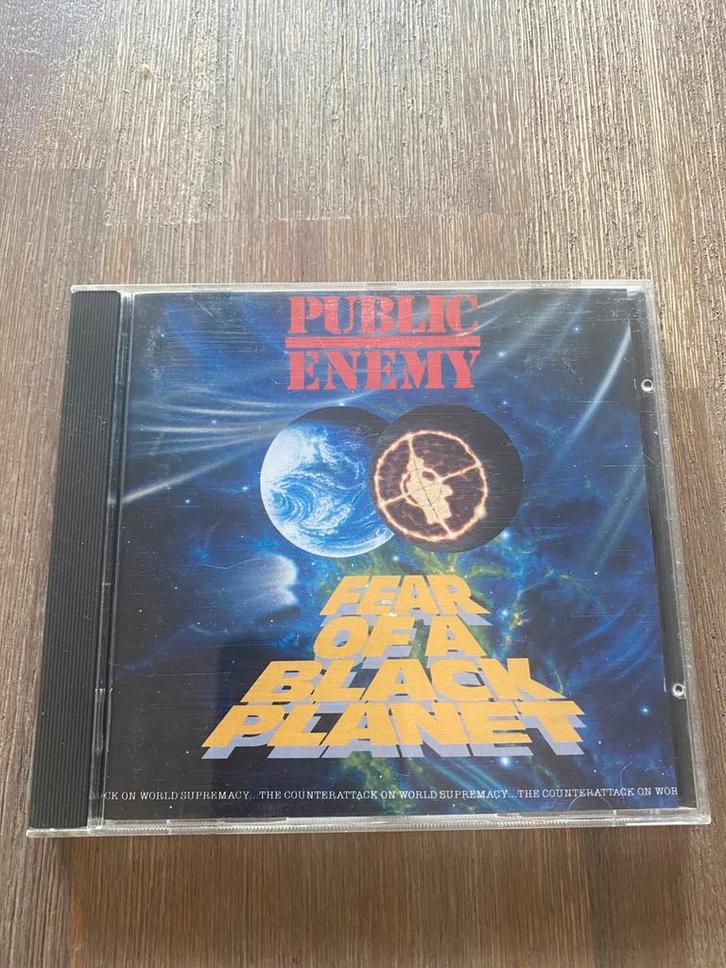 PUBLIC
ENEMY
FEAR
OF A
BLACK
PLANET
CK ON WORLD SUPREMACY...THE COUNTERATTACK ON WORLD SUPREMACY...THE COUNTERATTACK ON WOR